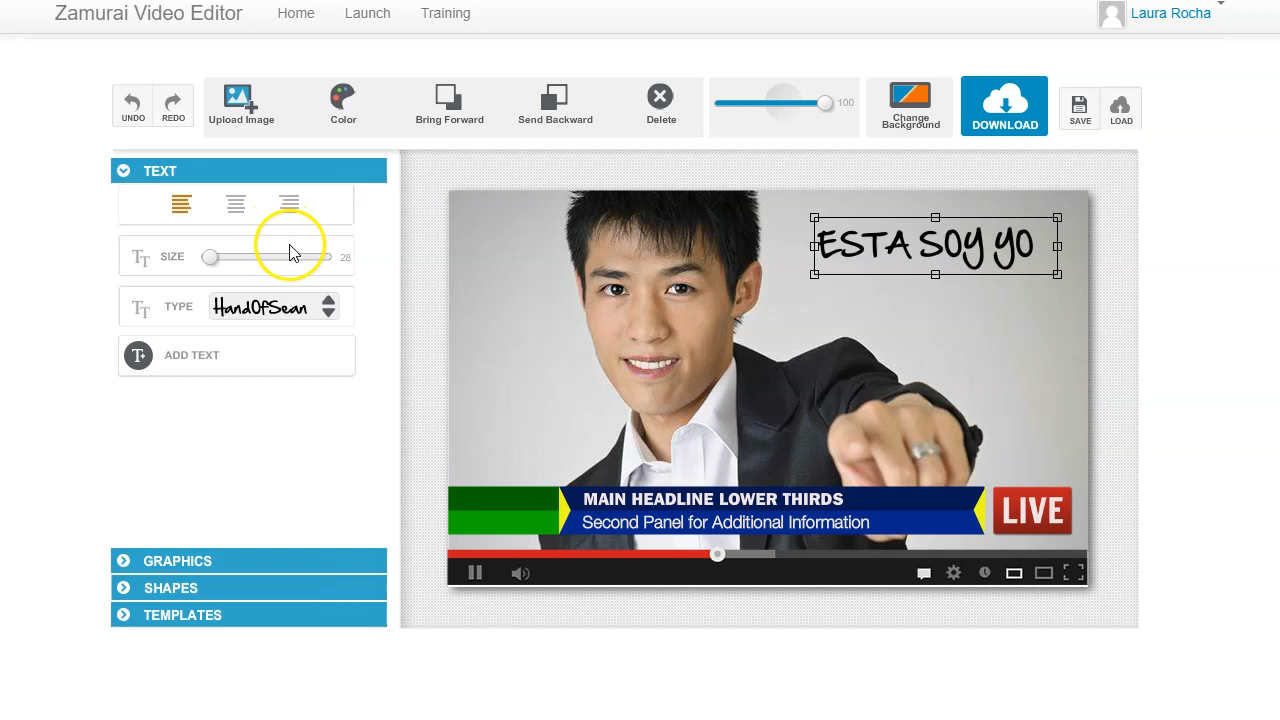 Zamurai Video Editor Home Launch Training Laura Rocha
UNDO REDO Upload Image Color Bring Forward Send Backward Delete 100 Change Background DOWNLOAD SAVE LOAD
TEXT
SIZE 28
TYPE HandOfSean
ADD TEXT
GRAPHICS
SHAPES
TEMPLATES
ESTA SOY YO
MAIN HEADLINE LOWER THIRDS
Second Panel for Additional Information
LIVE